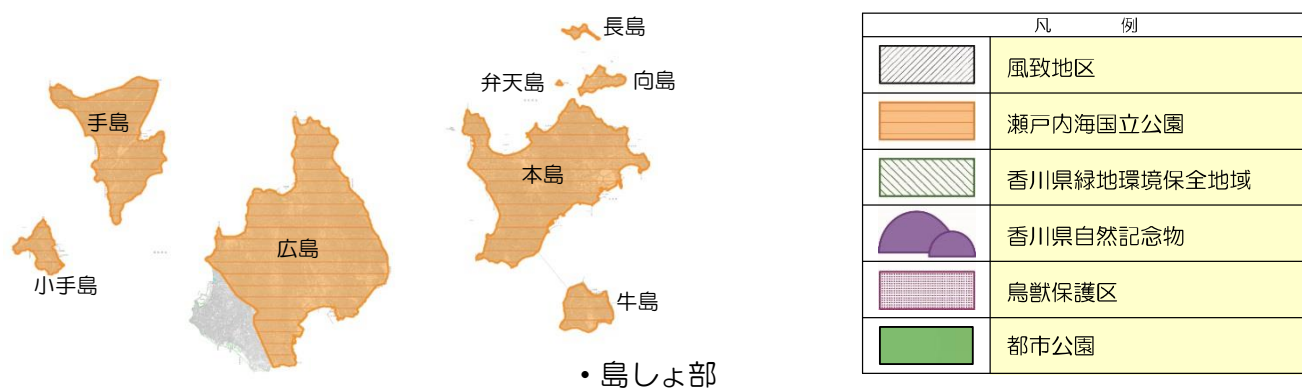 長島
弁天島
向島
手島
本島
広島
小手島
牛島
・島しょ部
凡 例
風致地区
瀬戸内海国立公園
香川県緑地環境保全地域
香川県自然記念物
鳥獣保護区
都市公園